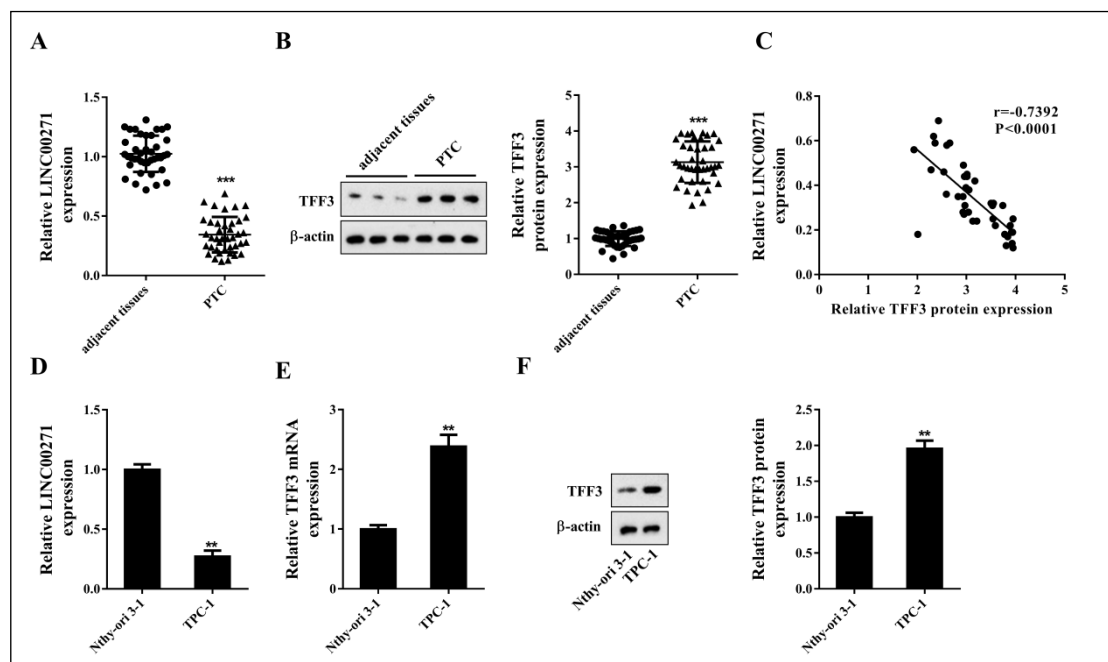 A
Relative LINC00271
expression
1.5
1.0
0.5
0.0
***
adjacent tissues
PTC
B
adjacent tissues
PTC
TFF3
β-actin
Relative TFF3
protein expression
5
4
3
2
1
0
***
adjacent tissues
PTC
C
Relative LINC00271
expression
0.8
0.6
0.4
0.2
0.0
r=-0.7392
P<0.0001
0 1 2 3 4 5
Relative TFF3 protein expression
D
Relative LINC00271
expression
1.5
1.0
0.5
0.0
**
Nthy-ori 3-1
TPC-1
E
Relative TFF3 mRNA
expression
3
2
1
0
**
Nthy-ori 3-1
TPC-1
F
TFF3
β-actin
Nthy-ori 3-1
TPC-1
Relative TFF3 protein
expression
2.5
2.0
1.5
1.0
0.5
0.0
**
Nthy-ori 3-1
TPC-1